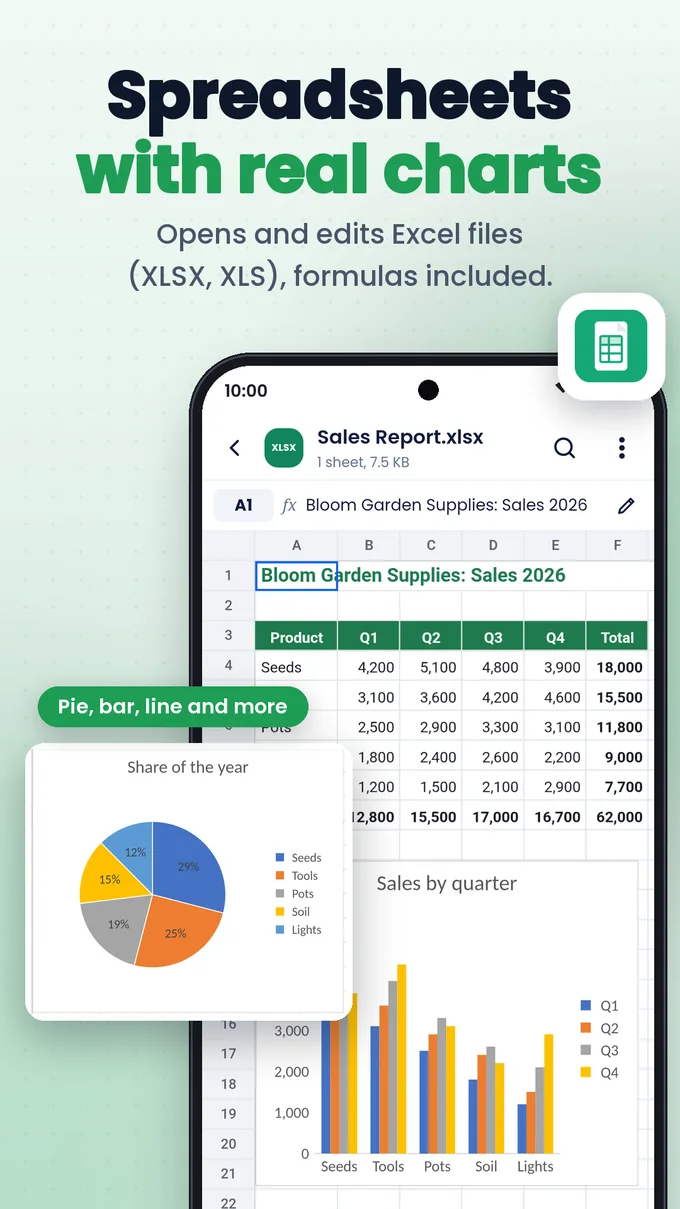 Spreadsheets
with real charts
Opens and edits Excel files
(XLSX, XLS), formulas included.
10:00
XLSX
Sales Report.xlsx
1 sheet, 7.5 KB
A1 fx Bloom Garden Supplies: Sales 2026
A B C D E F
1 Bloom Garden Supplies: Sales 2026
2
3 Product Q1 Q2 Q3 Q4 Total
4 Seeds 4,200 5,100 4,800 3,900 18,000
3,100 3,600 4,200 4,600 15,500
Pie, bar, line and more
Pots 2,500 2,900 3,300 3,100 11,800
1,800 2,400 2,600 2,200 9,000
1,200 1,500 2,100 2,900 7,700
12,800 15,500 17,000 16,700 62,000
Share of the year
12%
29%
15%
19%
25%
Seeds
Tools
Pots
Soil
Lights
Sales by quarter
Q1
Q2
Q3
Q4
3,000
2,000
1,000
0
Seeds Tools Pots Soil Lights
16
17
18
19
20
21
22